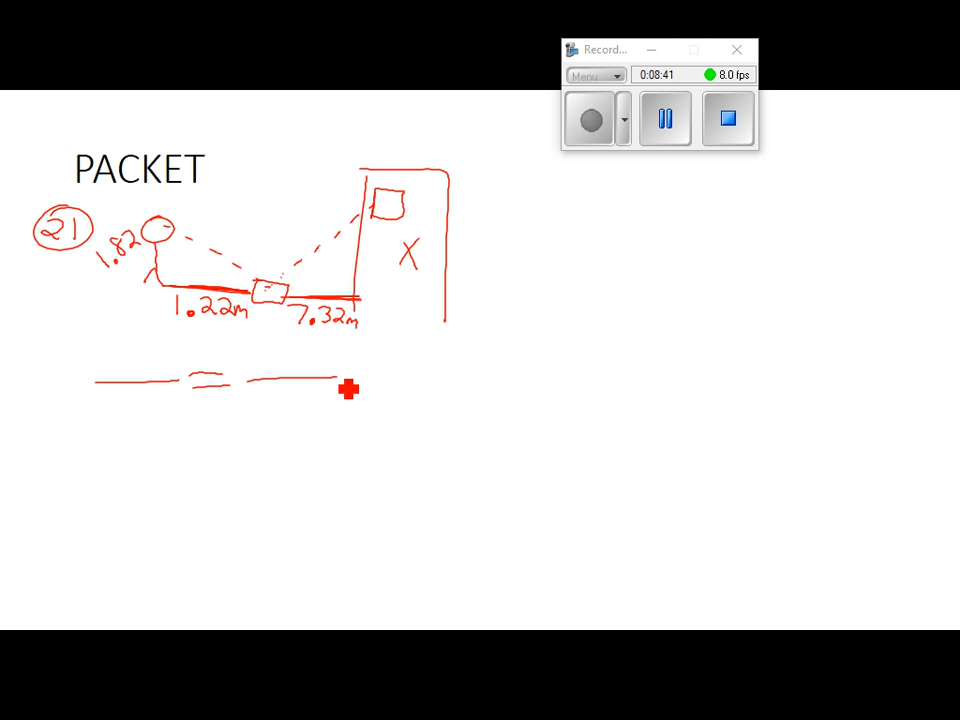 Record...
Menu
0:08:41
8.0 fps
PACKET
21
1.82
X
1.22m
7.32m
=